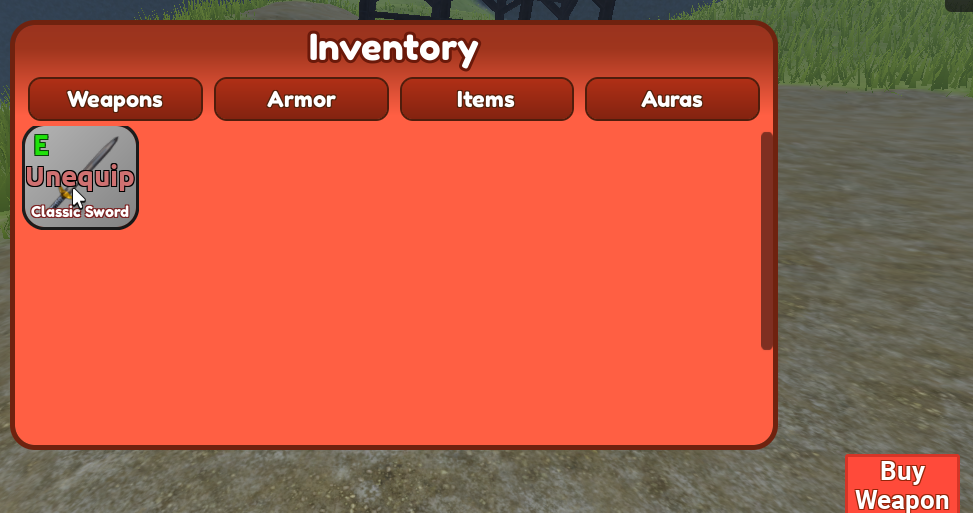 Inventory
Weapons Armor Items Auras
E
Unequip
Classic Sword
Buy
Weapon